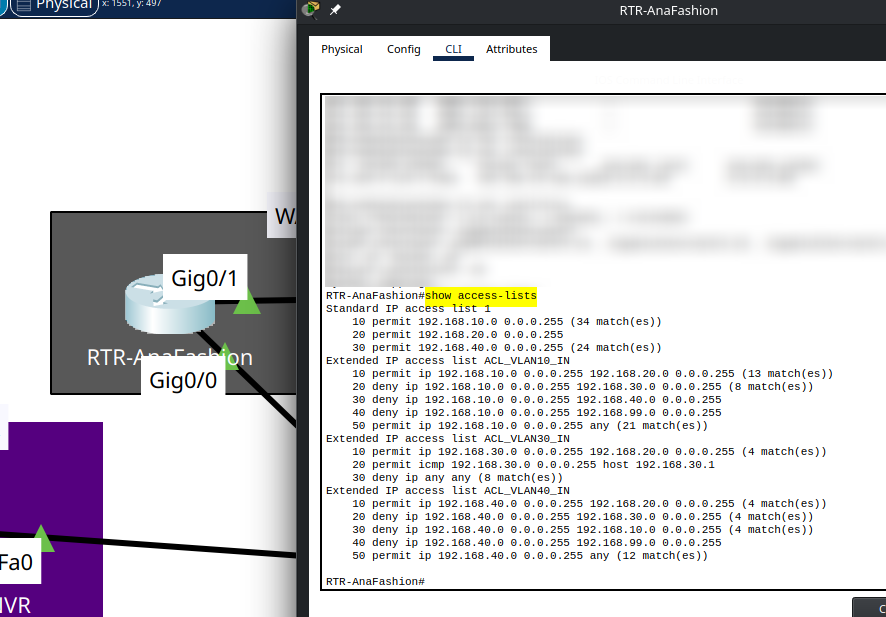 Physical
x: 1551, y: 497
RTR-AnaFashion
Physical
Config
CLI
Attributes
Gig0/1
RTR-AnaFashion
Gig0/0
Fa0
RTR-AnaFashion#show access-lists
Standard IP access list 1
10 permit 192.168.10.0 0.0.0.255 (34 match(es))
20 permit 192.168.20.0 0.0.0.255
30 permit 192.168.40.0 0.0.0.255 (24 match(es))
Extended IP access list ACL_VLAN10_IN
10 permit ip 192.168.10.0 0.0.0.255 192.168.20.0 0.0.0.255 (13 match(es))
20 deny ip 192.168.10.0 0.0.0.255 192.168.30.0 0.0.0.255 (8 match(es))
30 deny ip 192.168.10.0 0.0.0.255 192.168.40.0 0.0.0.255
40 deny ip 192.168.10.0 0.0.0.255 192.168.99.0 0.0.0.255
50 permit ip 192.168.10.0 0.0.0.255 any (21 match(es))
Extended IP access list ACL_VLAN30_IN
10 permit ip 192.168.30.0 0.0.0.255 192.168.20.0 0.0.0.255 (4 match(es))
20 permit icmp 192.168.30.0 0.0.0.255 host 192.168.30.1
30 deny ip any any (8 match(es))
Extended IP access list ACL_VLAN40_IN
10 permit ip 192.168.40.0 0.0.0.255 192.168.20.0 0.0.0.255 (4 match(es))
20 deny ip 192.168.40.0 0.0.0.255 192.168.30.0 0.0.0.255 (4 match(es))
30 deny ip 192.168.40.0 0.0.0.255 192.168.10.0 0.0.0.255 (4 match(es))
40 deny ip 192.168.40.0 0.0.0.255 192.168.99.0 0.0.0.255
50 permit ip 192.168.40.0 0.0.0.255 any (12 match(es))
RTR-AnaFashion#